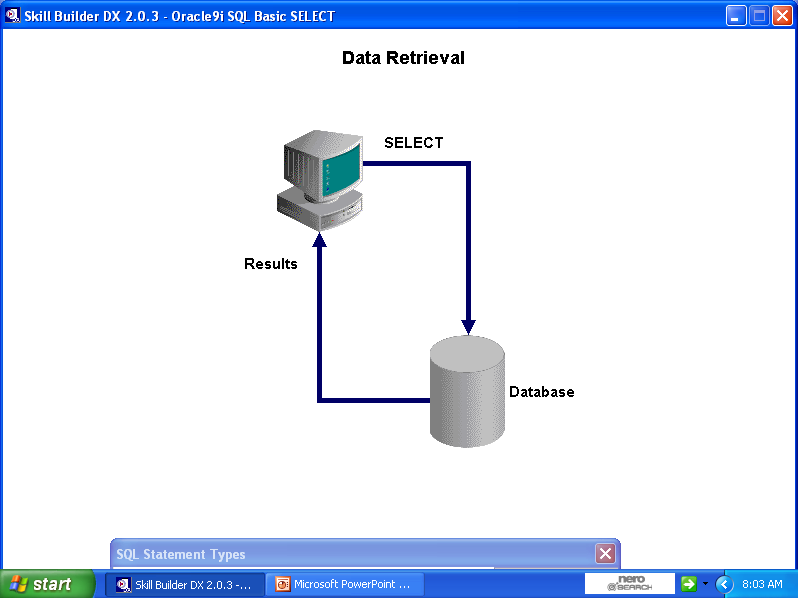 Skill Builder DX 2.0.3 - Oracle9i SQL Basic SELECT
Data Retrieval
SELECT
Results
Database
SQL Statement Types
start
Skill Builder DX 2.0.3 -...
Microsoft PowerPoint ...
nero
SEARCH
8:03 AM